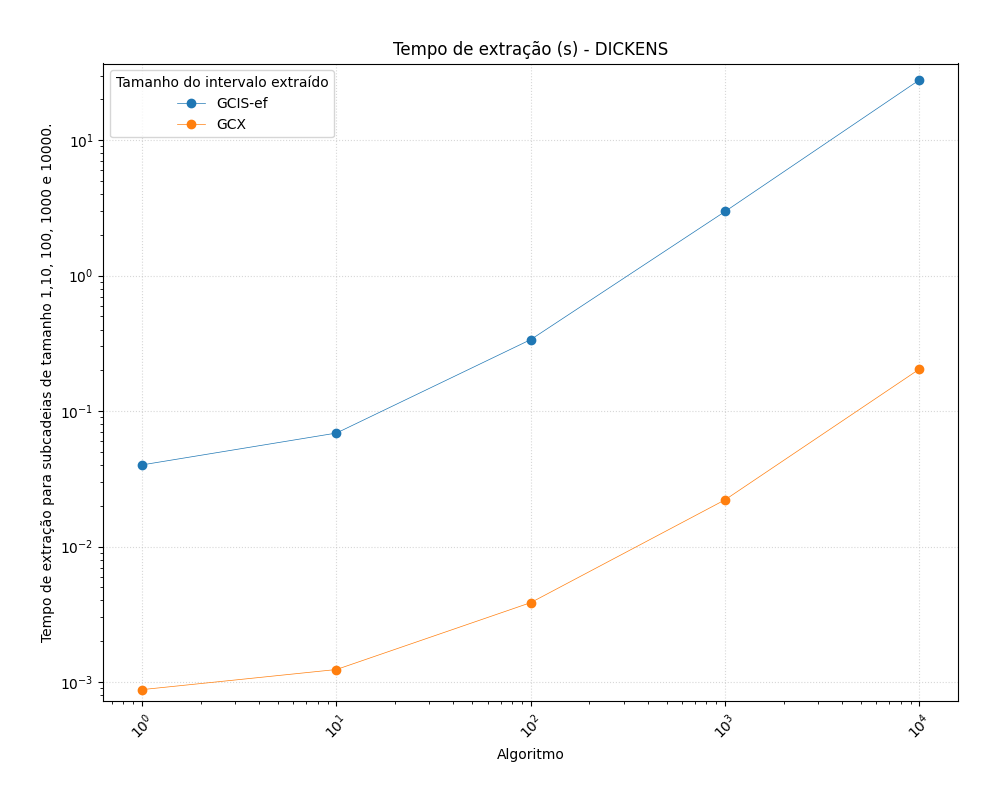 Tempo de extração (s) - DICKENS
Tamanho do intervalo extraído
GCIS-ef
GCX
Tempo de extração para subcadeias de tamanho 1,10, 100, 1000 e 10000.
10¹
10⁰
10⁻¹
10⁻²
10⁻³
10⁰ 10¹ 10² 10³ 10⁴
Algoritmo